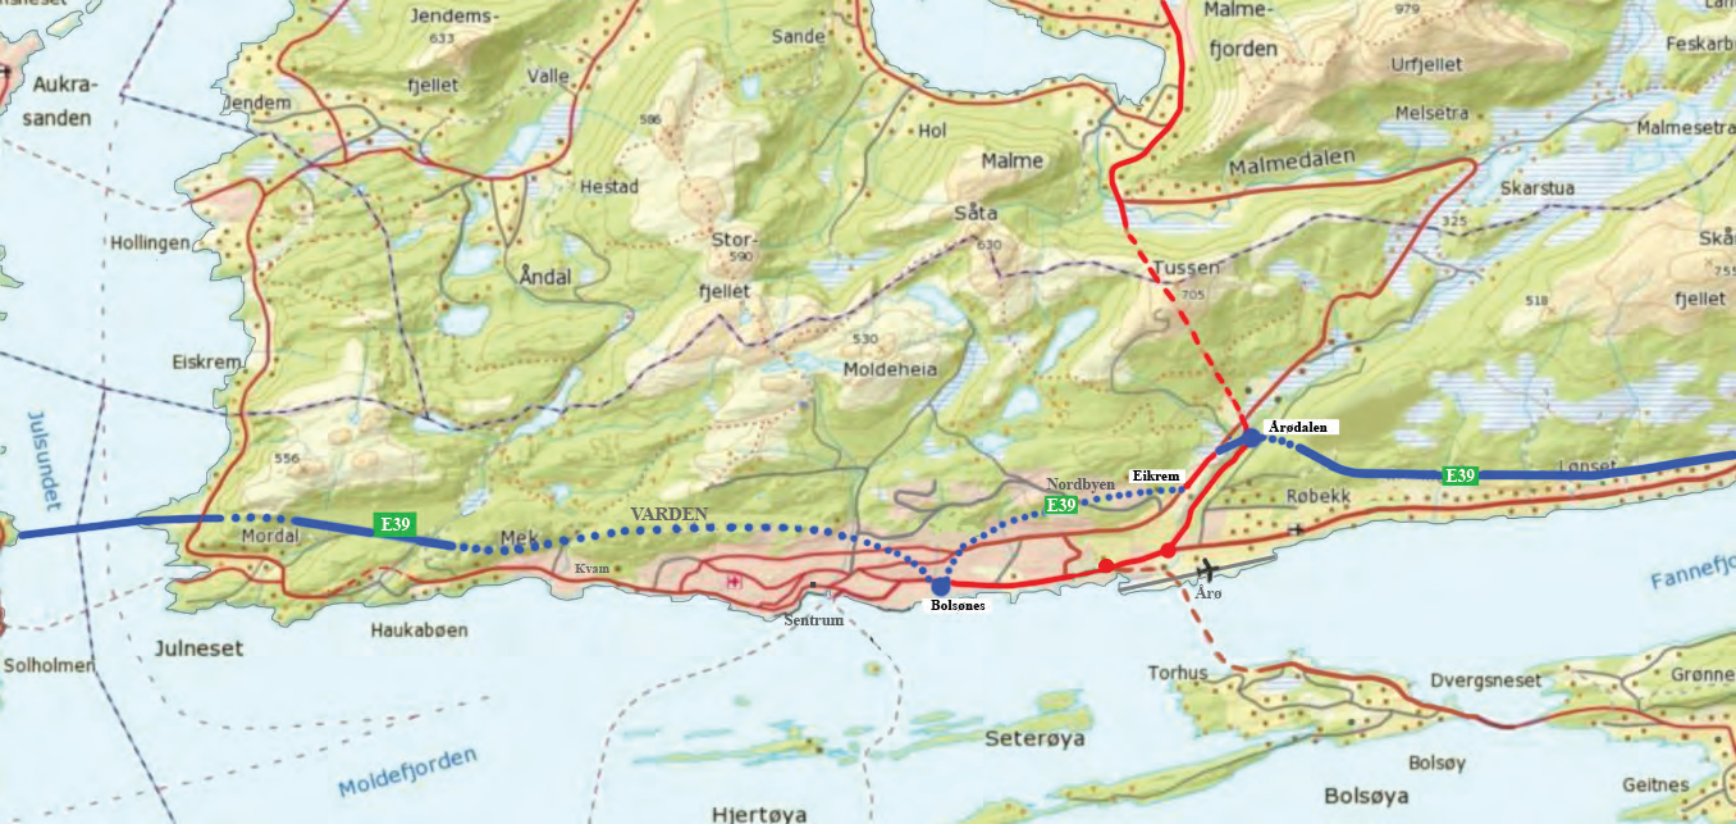 Jendems-
633
fjellet
Valle
Sande
Malme-
fjorden
979
Urfjellet
Feskarb
Aukra-
sanden
Jendem
586
Hol
Malme
Melsetra
Malmesetra
Malmedalen
Hestad
Skarstua
Hollingen
Stor-
590
fjellet
Såta
630
325
Åndal
Tussen
705
518
fjellet
Eiskrem
530
Moldeheia
Julsundet
556
Årødalen
Eikrem
Nordbyen
E39
E39
Lønset
Røbekk
VARDEN
E39
Mordal
Mek
Kvam
Bolsønes
Sentrum
Årø
Fannefjo
Haukabøen
Julneset
Solholmen
Torhus
Dvergsneset
Grønne
Seterøya
Moldefjorden
Bolsøy
Bolsøya
Geitnes
Hjertøya